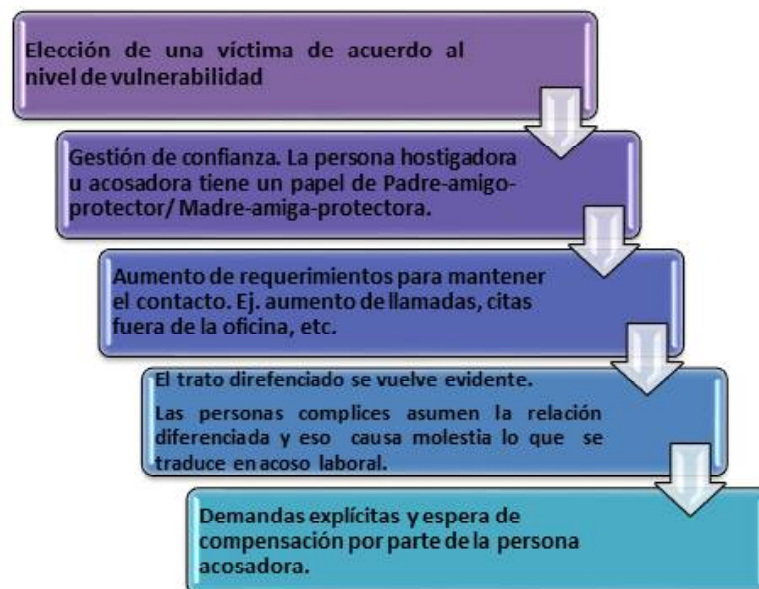 Elección de una víctima de acuerdo al
nivel de vulnerabilidad
Gestión de confianza. La persona hostigadora
u acosadora tiene un papel de Padre-amigo-
protector/ Madre-amiga-protectora.
Aumento de requerimientos para mantener
el contacto. Ej. aumento de llamadas, citas
fuera de la oficina, etc.
El trato direfenciado se vuelve evidente.
Las personas complices asumen la relación
diferenciada y eso causa molestia lo que se
traduce en acoso laboral.
Demandas explícitas y espera de
compensación por parte de la persona
acosadora.